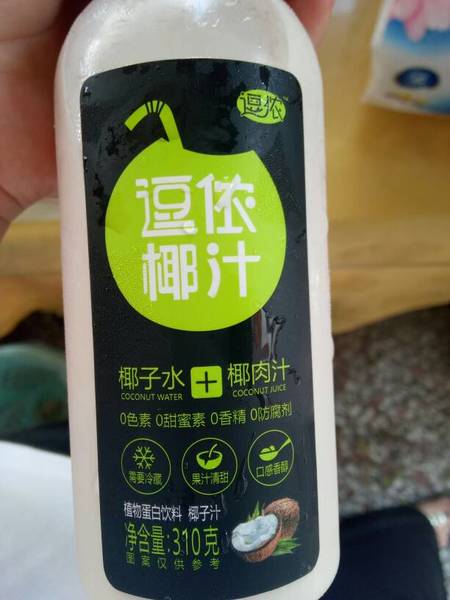 逗侬
逗侬
椰汁
椰子水+椰肉汁
COCONUT WATER COCONUT JUICE
0色素 0甜蜜素 0香精 0防腐剂
需要冷藏 果汁清甜 口感香醇
植物蛋白饮料 椰子汁
净含量:310克
图案仅供参考